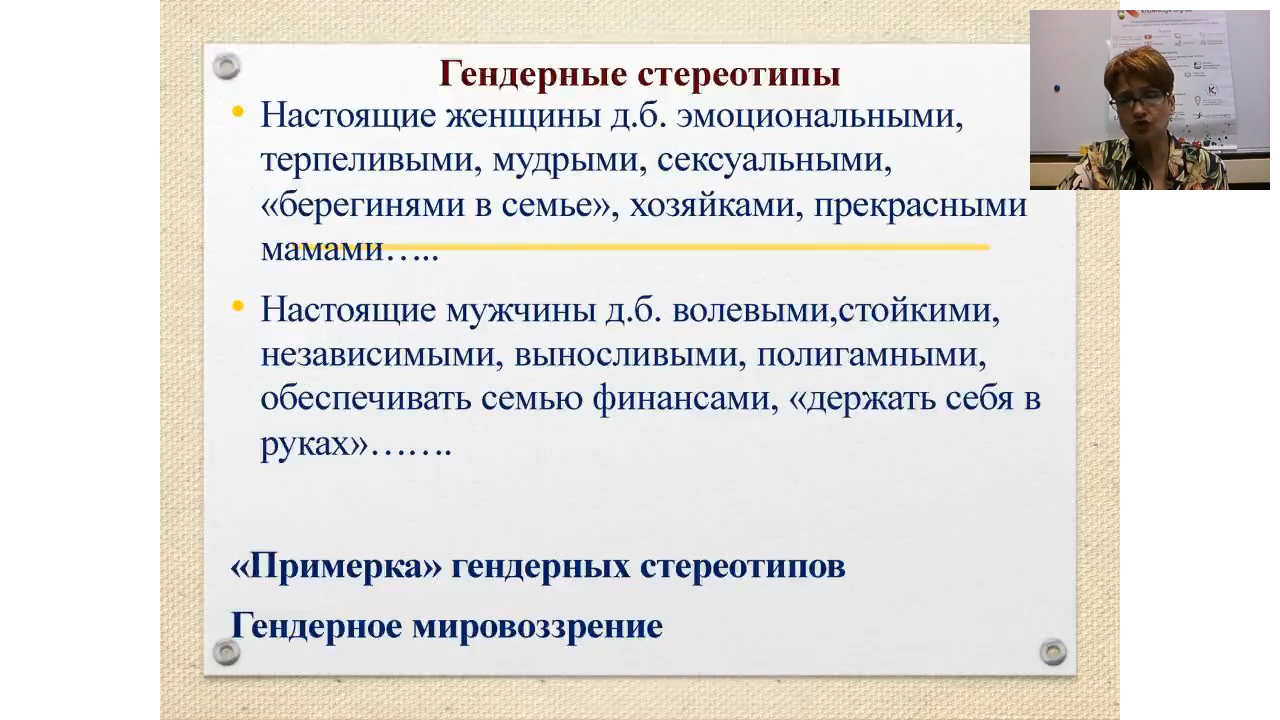 Гендерные стереотипы
• Настоящие женщины д.б. эмоциональными,
терпеливыми, мудрыми, сексуальными,
«берегинями в семье», хозяйками, прекрасными
мамами…..
• Настоящие мужчины д.б. волевыми,стойкими,
независимыми, выносливыми, полигамными,
обеспечивать семью финансами, «держать себя в
руках»…….
«Примерка» гендерных стереотипов
Гендерное мировоззрение